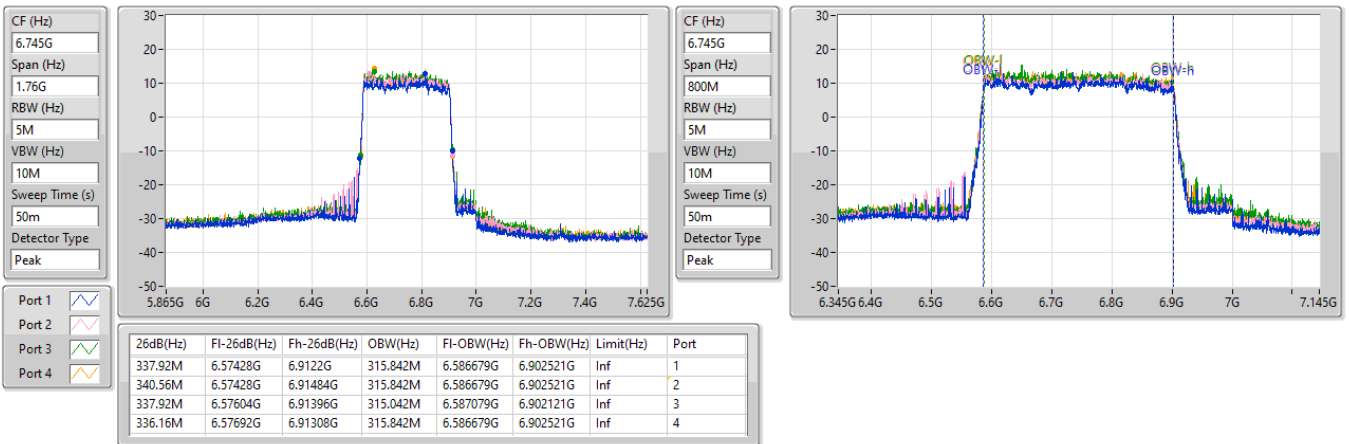 CF (Hz)
6.745G
Span (Hz)
1.76G
RBW (Hz)
5M
VBW (Hz)
10M
Sweep Time (s)
50m
Detector Type
Peak
30
20
10
0
-10
-20
-30
-40
-50
5.865G 6G 6.2G 6.4G 6.6G 6.8G 7G 7.2G 7.4G 7.625G
CF (Hz)
6.745G
Span (Hz)
800M
RBW (Hz)
5M
VBW (Hz)
10M
Sweep Time (s)
50m
Detector Type
Peak
30
20
10
0
-10
-20
-30
-40
-50
OBW-l
OBW-l
OBW-h
6.345G 6.4G 6.5G 6.6G 6.7G 6.8G 6.9G 7G 7.145G
Port 1
Port 2
Port 3
Port 4
26dB(Hz) Fl-26dB(Hz) Fh-26dB(Hz) OBW(Hz) Fl-OBW(Hz) Fh-OBW(Hz) Limit(Hz) Port
337.92M 6.57428G 6.9122G 315.842M 6.586679G 6.902521G Inf 1
340.56M 6.57428G 6.91484G 315.842M 6.586679G 6.902521G Inf 2
337.92M 6.57604G 6.91396G 315.042M 6.587079G 6.902121G Inf 3
336.16M 6.57692G 6.91308G 315.842M 6.586679G 6.902521G Inf 4